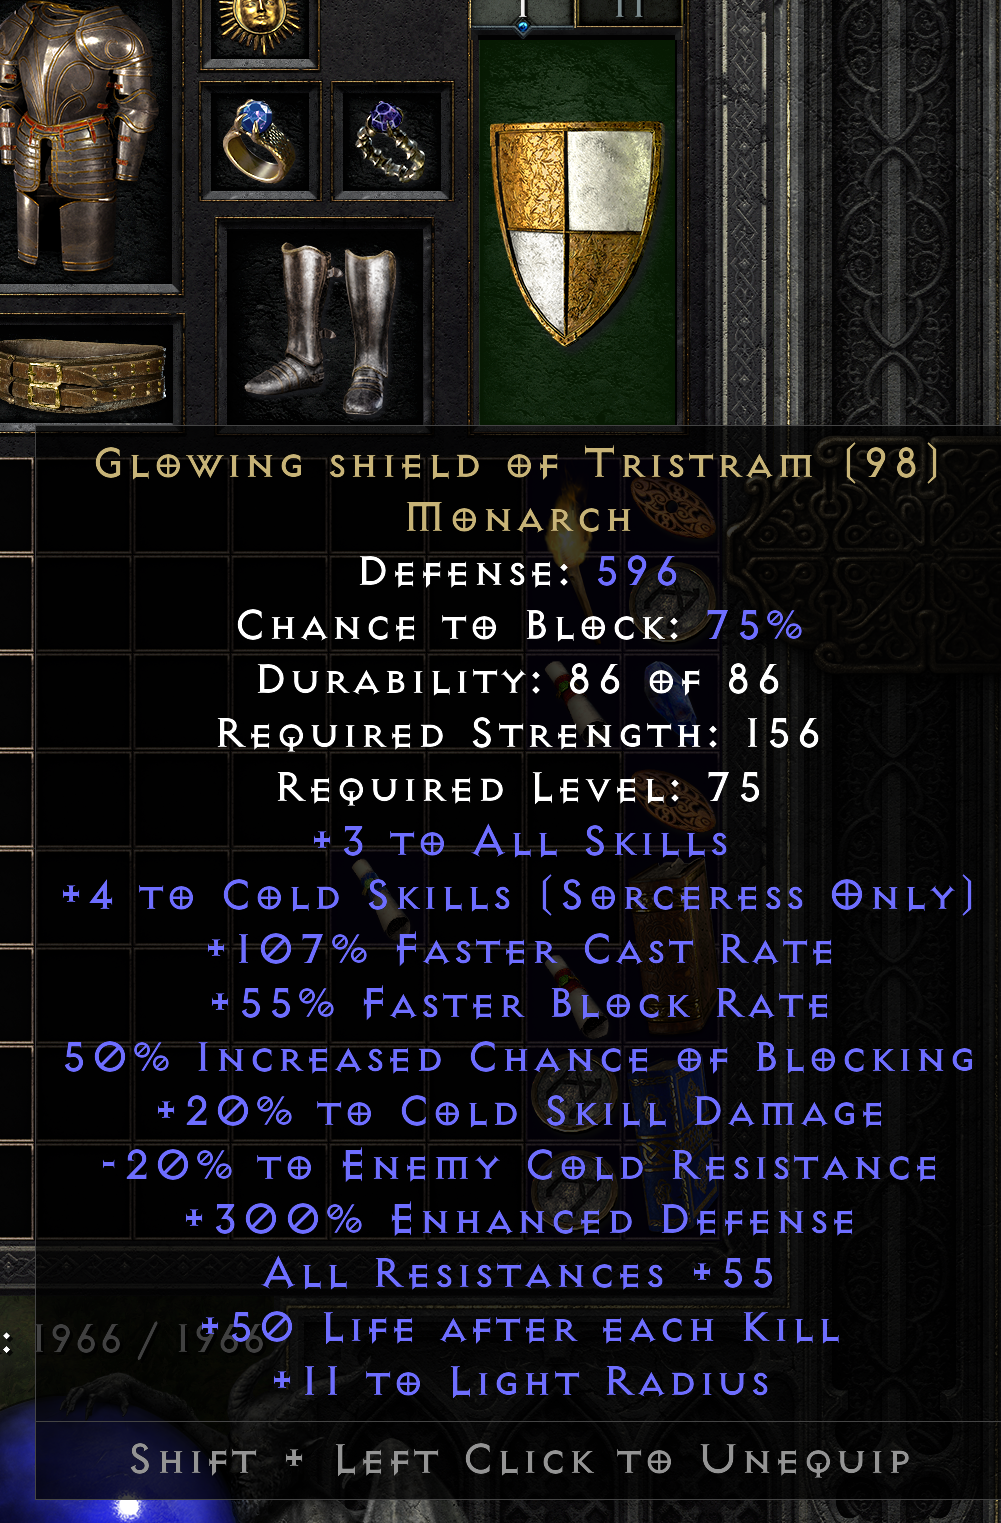 II
Glowing shield of Tristram (98)
Monarch
Defense: 596
Chance to Block: 75%
Durability: 86 of 86
Required Strength: 156
Required Level: 75
+3 to All Skills
+4 to Cold Skills (Sorceress Only)
+107% Faster Cast Rate
+55% Faster Block Rate
50% Increased Chance of Blocking
+20% to Cold Skill Damage
-20% to Enemy Cold Resistance
+300% Enhanced Defense
All Resistances +55
+50 Life after each Kill
: 1966 / 1966
+11 to Light Radius
Shift + Left Click to Unequip